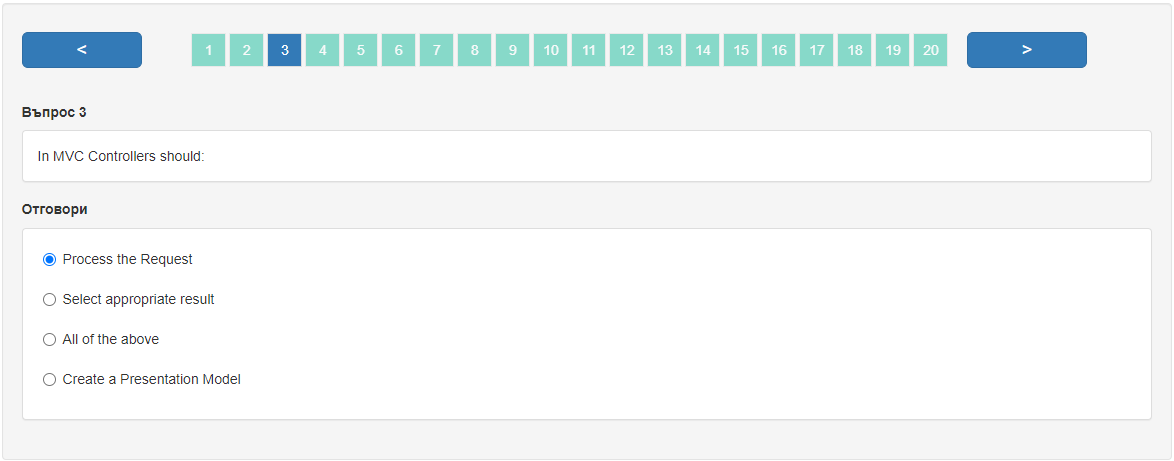 < 1 2 3 4 5 6 7 8 9 10 11 12 13 14 15 16 17 18 19 20 >
Въпрос 3
In MVC Controllers should:
Отговори
Process the Request
Select appropriate result
All of the above
Create a Presentation Model